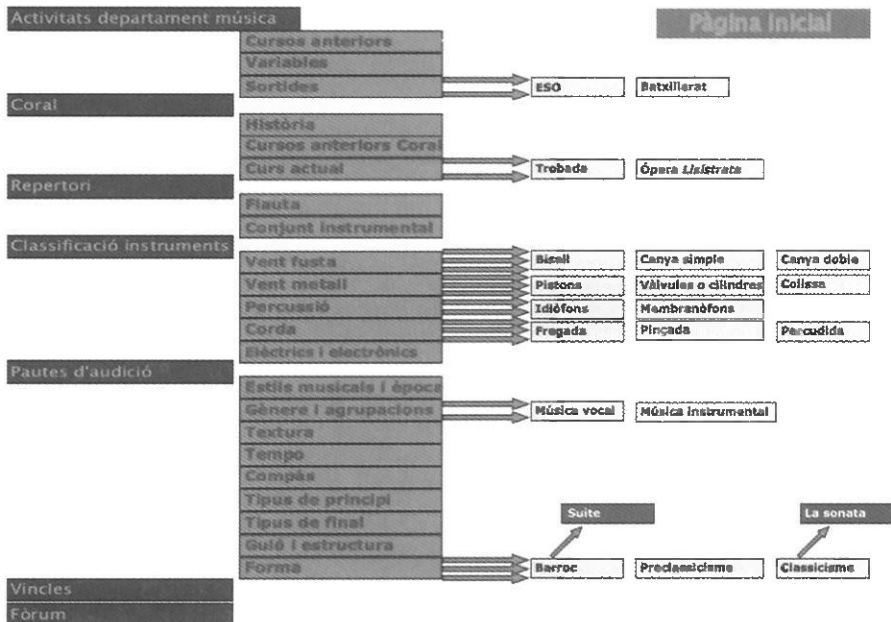 Activitats departament música
Pàgina inicial
Cursos anteriors
Variables
Sortides
ESO
Batxillerat
Coral
Història
Cursos anteriors Coral
Curs actual
Trobada
Òpera Lisístrata
Repertori
Flauta
Conjunt instrumental
Classificació instruments
Vent fusta
Bisell
Canya simple
Canya doble
Vent metall
Pistons
Vàlvules o cilindres
Colissa
Percussió
Idiòfons
Membranòfons
Corda
Fregada
Pinçada
Percudida
Elèctrics i electrònics
Pautes d'audició
Estils musicals i època
Gènere i agrupacions
Música vocal
Música instrumental
Textura
Tempo
Compàs
Tipus de principi
Tipus de final
Suite
La sonata
Guió i estructura
Forma
Barroc
Preclassicisme
Classicisme
Vincles
Fòrum